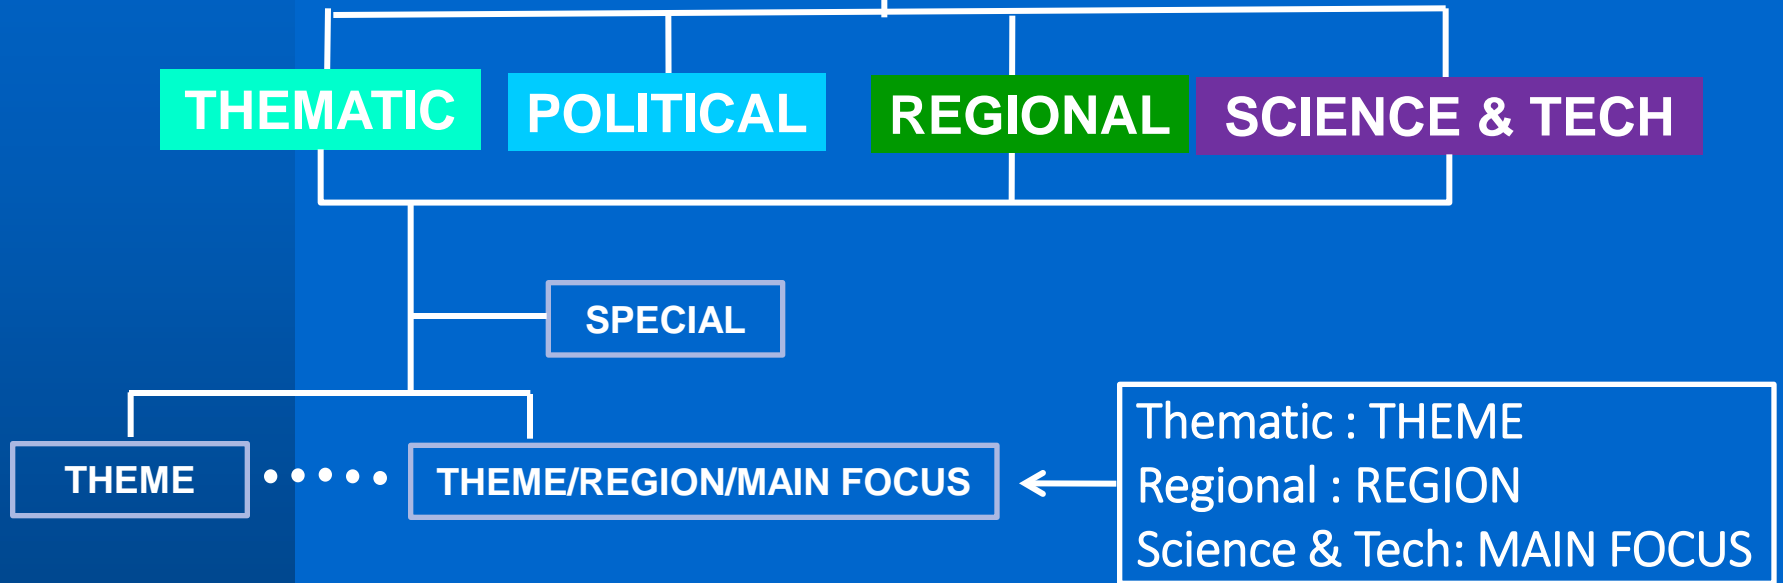 THEMATIC
POLITICAL
REGIONAL
SCIENCE & TECH
SPECIAL
THEME
THEME/REGION/MAIN FOCUS
Thematic : THEME
Regional : REGION
Science & Tech: MAIN FOCUS